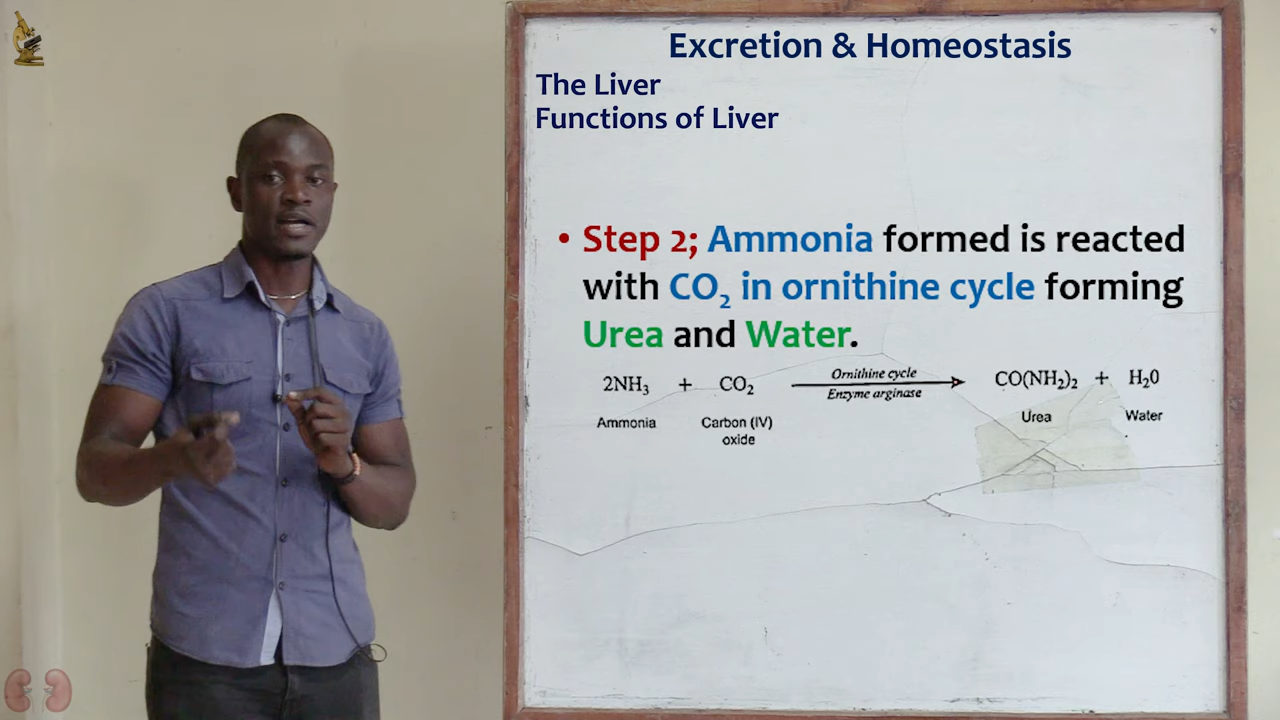 Excretion & Homeostasis
The Liver
Functions of Liver
• Step 2; Ammonia formed is reacted
with CO₂ in ornithine cycle forming
Urea and Water.
2NH₃ + CO₂ Ornithine cycle CO(NH₂)₂ + H₂0
Enzyme arginase
Ammonia Carbon (IV) Urea Water
oxide